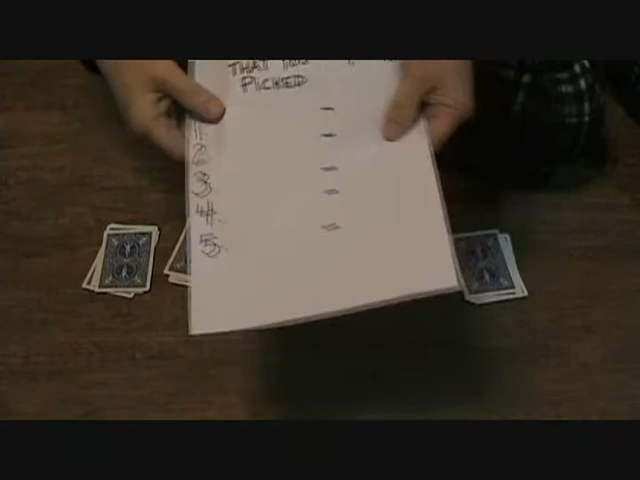 THAT
PICKED
1 -
2 -
3 -
4 -
5 -